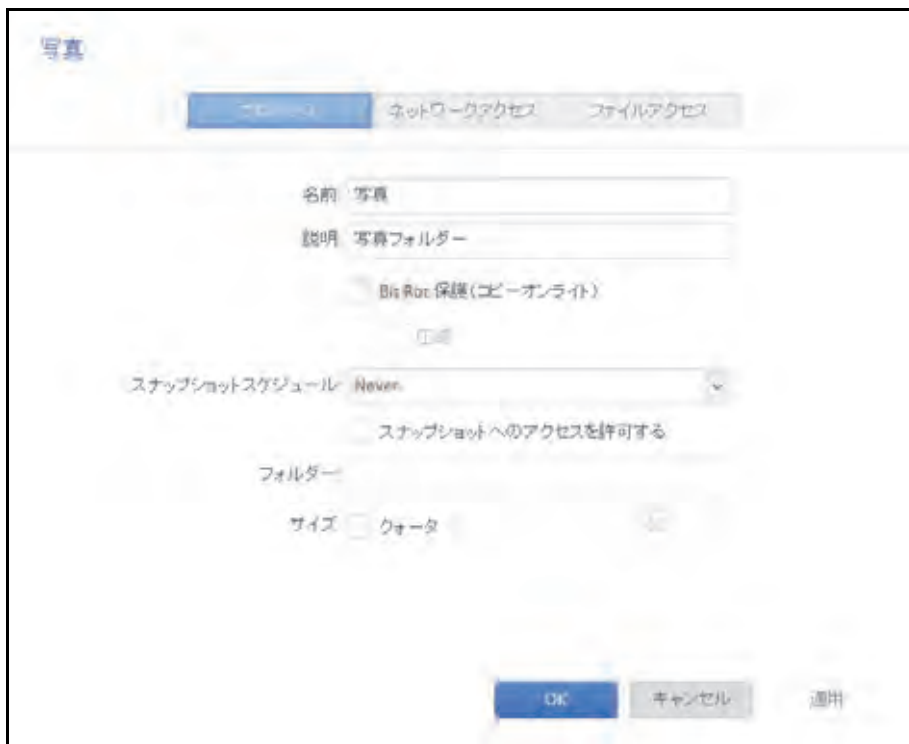 写真
ネットワークアクセス
ファイルアクセス
名前 写真
説明 写真フォルダー
Bit Rot 保護(コピーオンライト)
圧縮
スナップショットスケジュール Never
スナップショットへのアクセスを許可する
フォルダー
サイズ クォータ
OK キャンセル 適用